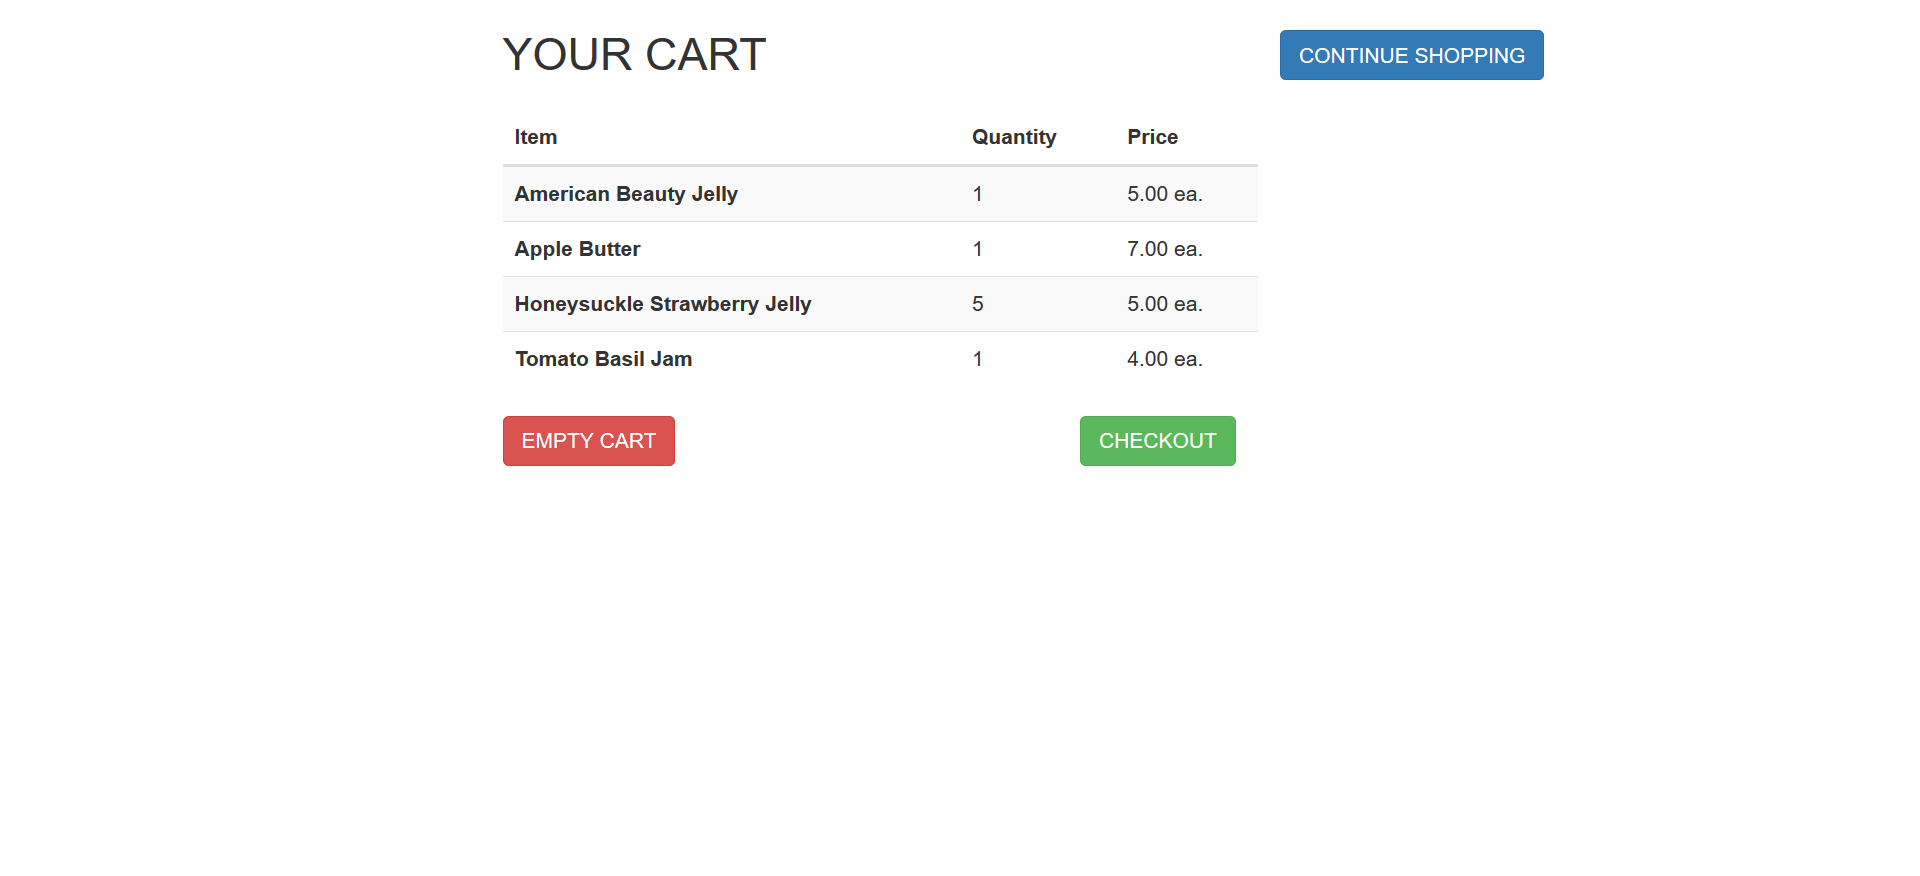 YOUR CART
CONTINUE SHOPPING
Item Quantity Price
American Beauty Jelly 1 5.00 ea.
Apple Butter 1 7.00 ea.
Honeysuckle Strawberry Jelly 5 5.00 ea.
Tomato Basil Jam 1 4.00 ea.
EMPTY CART CHECKOUT